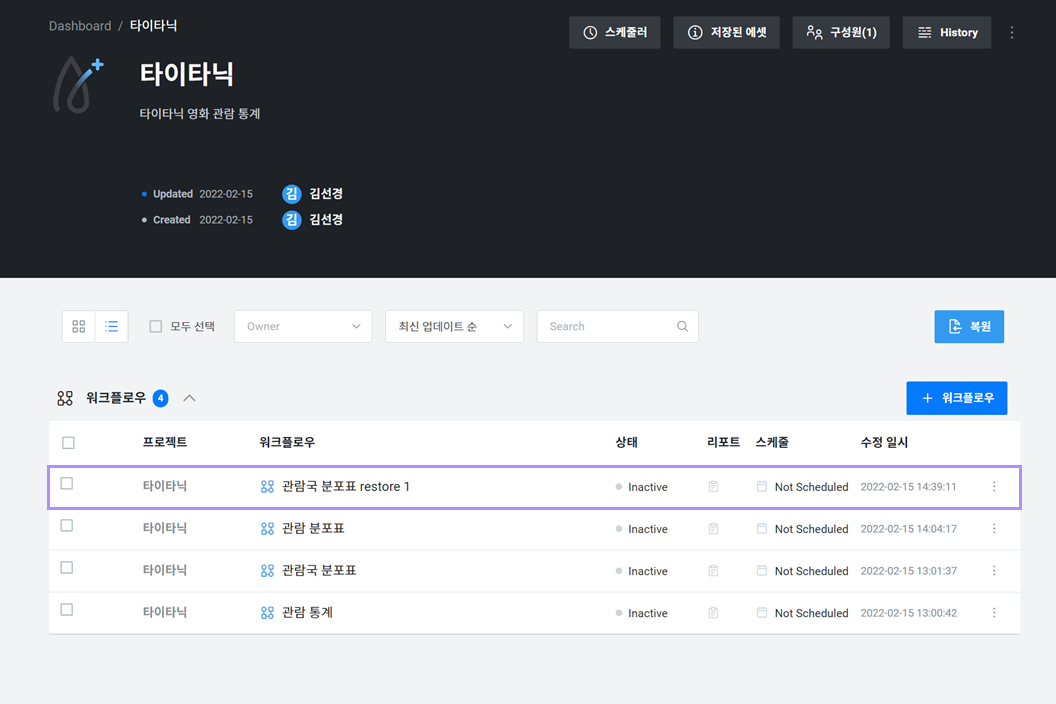 Dashboard / 타이타닉
스케줄러 저장된 에셋 구성원(1) History
타이타닉
타이타닉 영화 관람 통계
Updated 2022-02-15 김 김선경
Created 2022-02-15 김 김선경
모두 선택 Owner 최신 업데이트 순 Search 복원
워크플로우 4 + 워크플로우
프로젝트 워크플로우 상태 리포트 스케줄 수정 일시
타이타닉 관람국 분포표 restore 1 Inactive Not Scheduled 2022-02-15 14:39:11
타이타닉 관람 분포표 Inactive Not Scheduled 2022-02-15 14:04:17
타이타닉 관람국 분포표 Inactive Not Scheduled 2022-02-15 13:01:37
타이타닉 관람 통계 Inactive Not Scheduled 2022-02-15 13:00:42